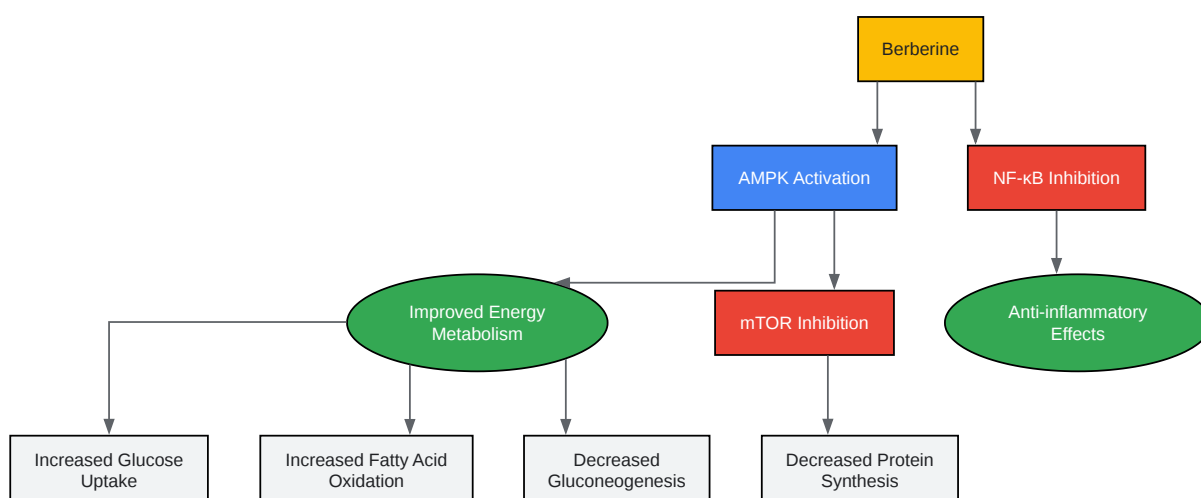 Berberine
AMPK Activation
NF-κB Inhibition
Improved Energy
Metabolism
mTOR Inhibition
Anti-inflammatory
Effects
Increased Glucose
Uptake
Increased Fatty Acid
Oxidation
Decreased
Gluconeogenesis
Decreased Protein
Synthesis